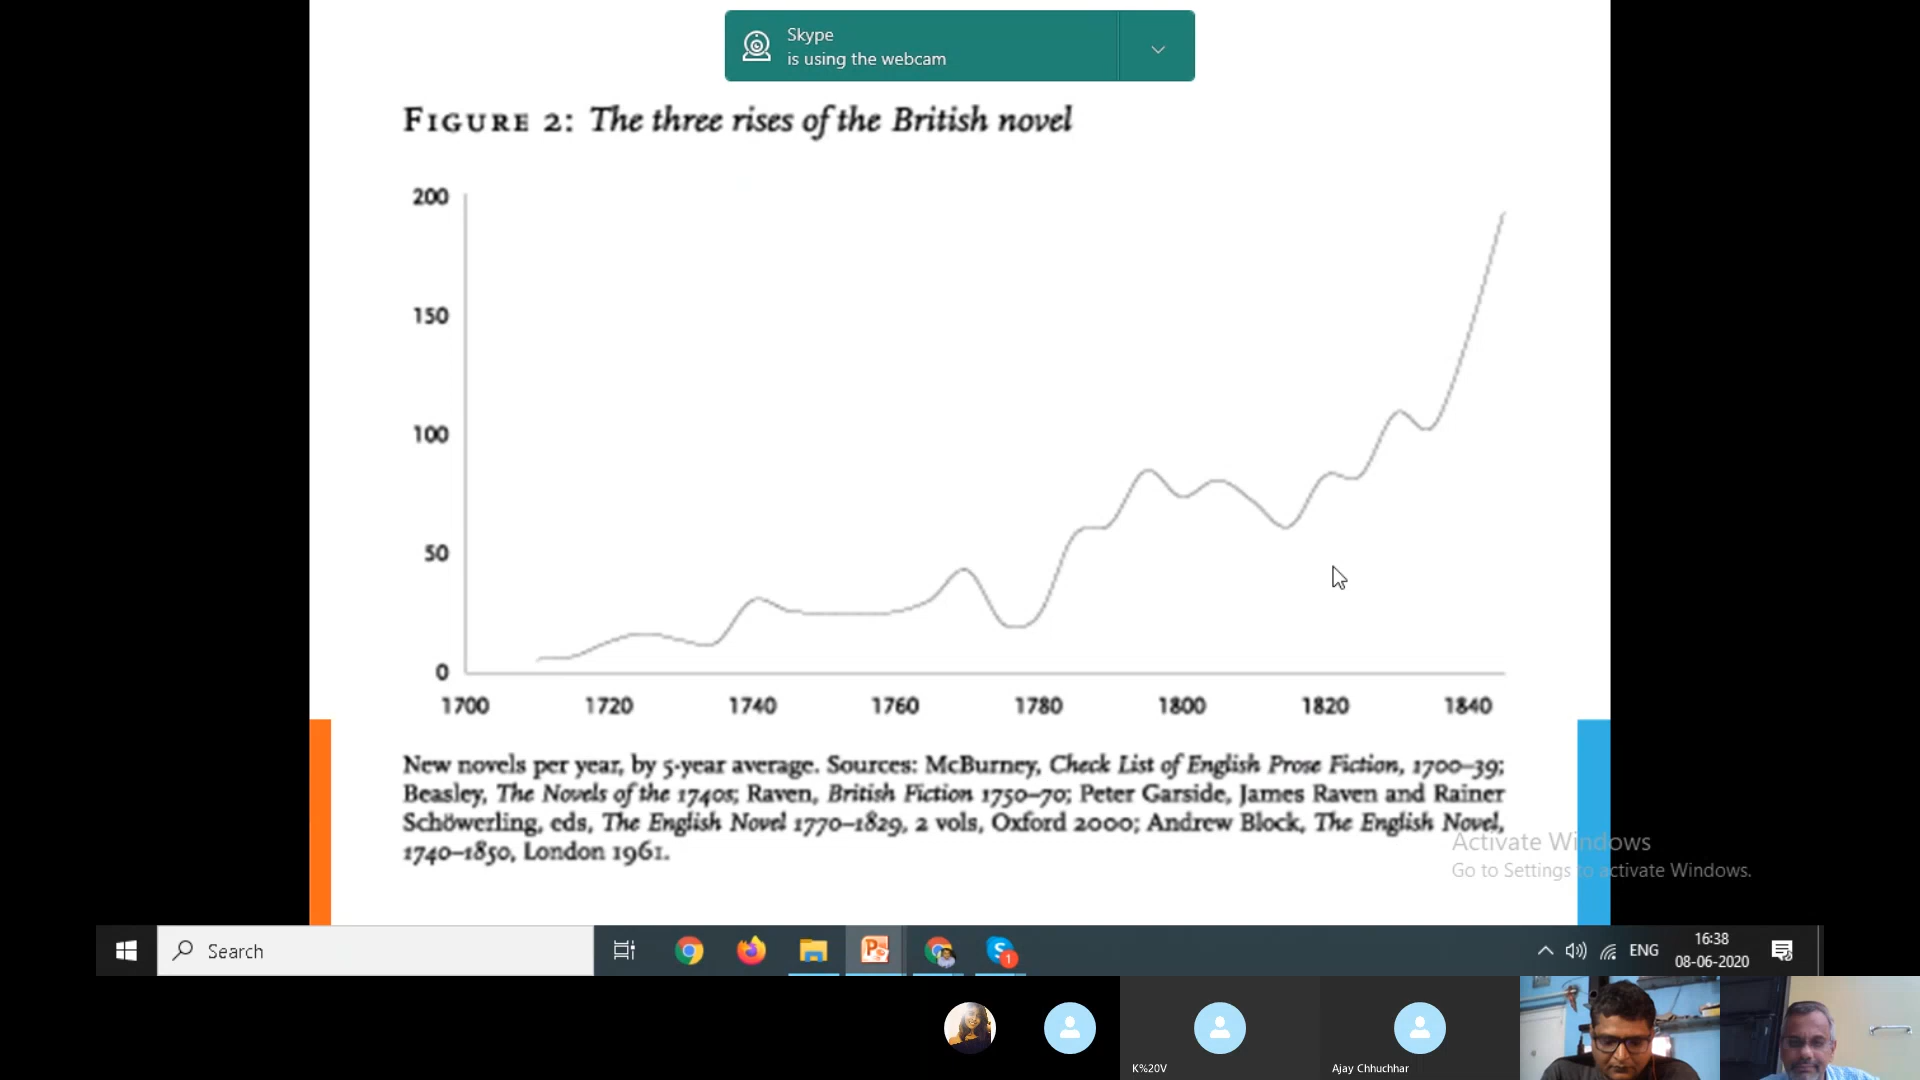 Skype
is using the webcam
FIGURE 2: The three rises of the British novel
200
150
100
50
0
1700 1720 1740 1760 1780 1800 1820 1840
New novels per year, by 5-year average. Sources: McBurney, Check List of English Prose Fiction, 1700–39;
Beasley, The Novels of the 1740s; Raven, British Fiction 1750–70; Peter Garside, James Raven and Rainer
Schöwerling, eds, The English Novel 1770–1829, 2 vols, Oxford 2000; Andrew Block, The English Novel,
1740–1850, London 1961.
Activate Windows
Go to Settings to activate Windows.
Search
1
ENG
16:38
08-06-2020
K%20V
Ajay Chhuchhar